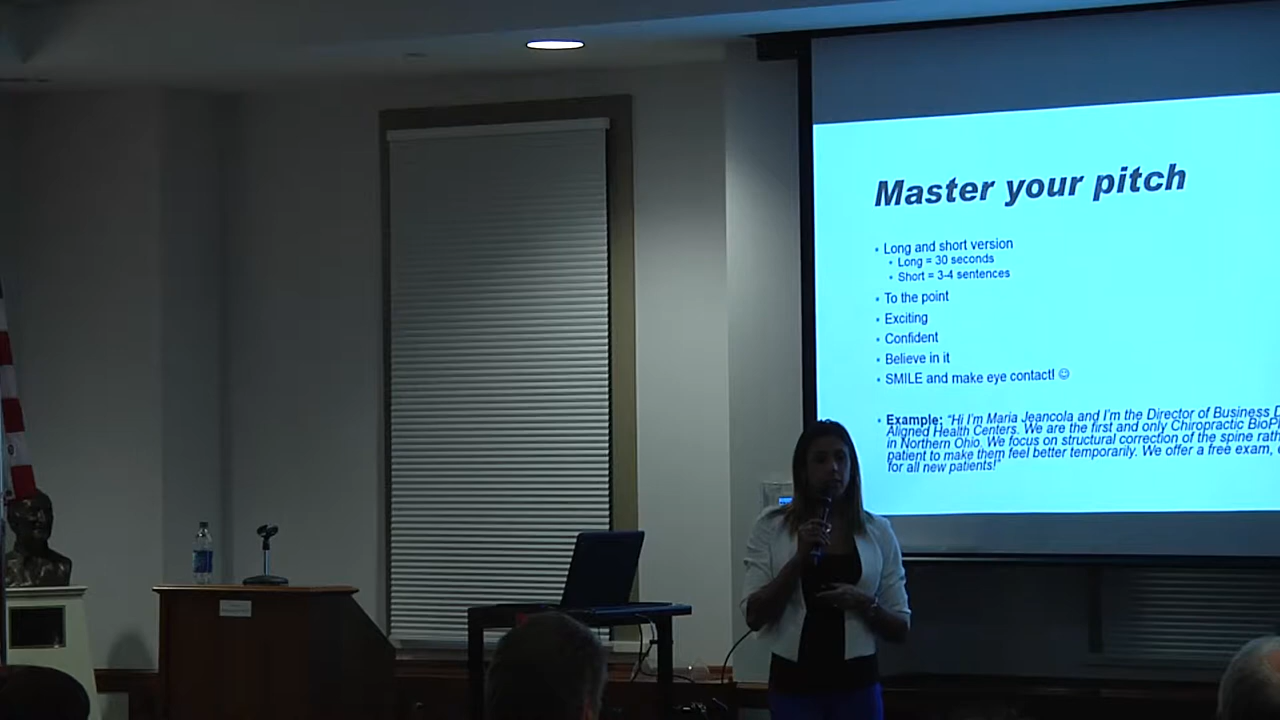 Master your pitch
• Long and short version
• Long = 30 seconds
• Short = 3-4 sentences
• To the point
• Exciting
• Confident
• Believe in it
• SMILE and make eye contact! ☺
• Example: "Hi I'm Maria Jeancola and I'm the Director of Business
Aligned Health Centers. We are the first and only Chiropractic
in Northern Ohio. We focus on structural correction of the spine
patient to make them feel better temporarily. We offer a free exam,
for all new patients!"